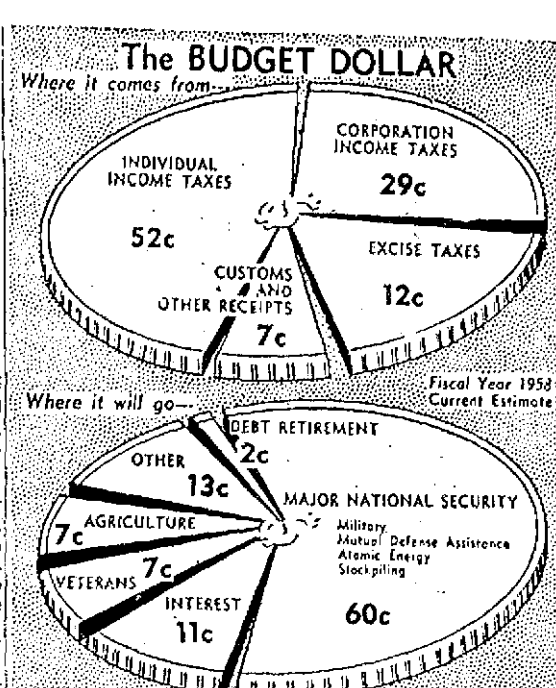 The BUDGET DOLLAR
Where it comes from--
INDIVIDUAL
INCOME TAXES
52c
CORPORATION
INCOME TAXES
29c
EXCISE TAXES
12c
CUSTOMS
AND
OTHER RECEIPTS
7c
Fiscal Year 1958
Current Estimate
Where it will go--
DEBT RETIREMENT
2c
OTHER
13c
AGRICULTURE
7c
VETERANS 7c
INTEREST
11c
MAJOR NATIONAL SECURITY
Military
Mutual Defense Assistance
Atomic Energy
Stockpiling
60c